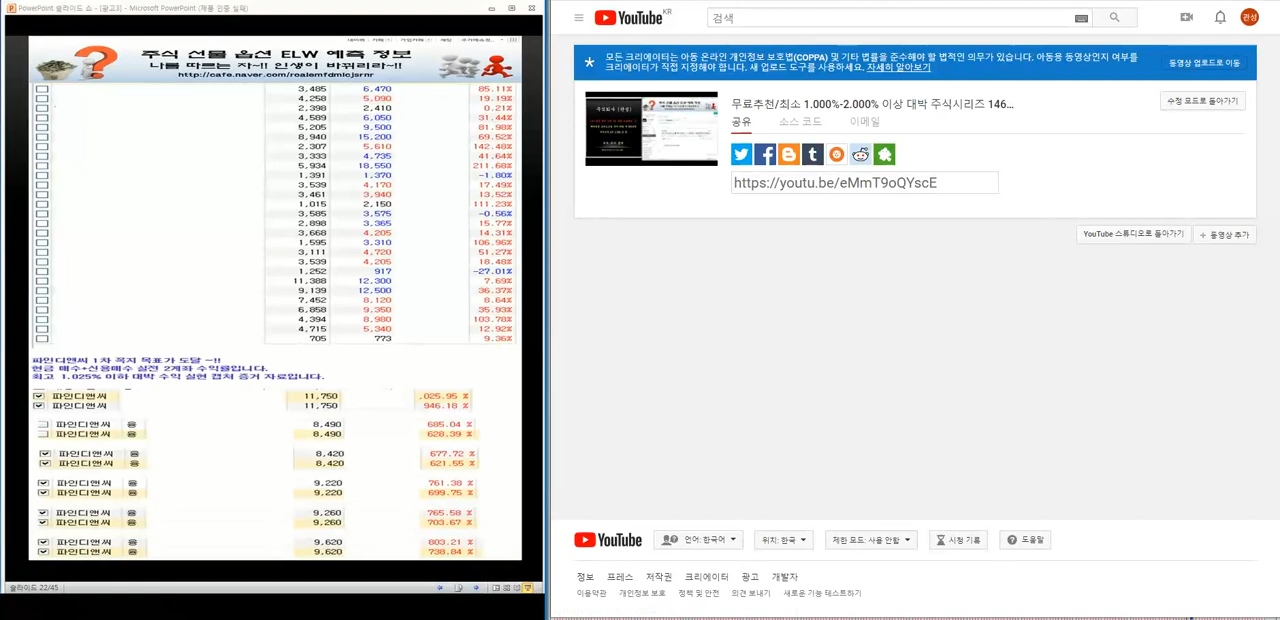 PowerPoint 슬라이드 쇼 - [광고3] - Microsoft PowerPoint (제품 인증 실패)
주식 선물 옵션 ELW 예측 정보
나를 따르는 자~!! 인생이 바뀌리라~!!
http://cafe.naver.com/roalemfdmlcjsrnr
3,485 6,470 85.11%
4,258 5,090 19.19%
2,398 2,410 0.21%
4,589 6,050 31.44%
5,205 9,500 81.98%
8,940 15,200 69.52%
2,307 5,610 142.48%
3,333 4,735 41.64%
5,934 18,550 211.68%
1,391 1,370 -1.80%
3,539 4,170 17.49%
3,461 3,940 13.52%
1,015 2,150 111.23%
3,585 3,575 -0.56%
2,898 3,365 15.77%
3,668 4,205 14.31%
1,595 3,310 106.96%
3,111 4,720 51.27%
3,539 4,205 18.48%
1,252 917 -27.01%
11,388 12,300 7.69%
9,139 12,500 36.37%
7,452 8,120 8.64%
6,858 9,350 35.93%
4,394 8,980 103.78%
4,715 5,340 12.92%
705 773 9.36%
파인디앤씨 1차 쪽지 목표가 도달 ~!!
현금 매수+신용매수 실전 2계좌 수익률입니다.
최고 1.025% 이하 대박 수익 실현 캡처 증거 자료입니다.
파인디앤씨 11,750 ,025.95 %
파인디앤씨 11,750 946.18 %
파인디앤씨 8,490 685.04 %
파인디앤씨 8,490 628.39 %
파인디앤씨 8,420 677.72 %
파인디앤씨 8,420 621.55 %
파인디앤씨 9,220 761.38 %
파인디앤씨 9,220 699.75 %
파인디앤씨 9,260 765.58 %
파인디앤씨 9,260 703.67 %
파인디앤씨 9,620 803.21 %
파인디앤씨 9,620 738.84 %
슬라이드 22/45
YouTube KR
검색
관성
모든 크리에이터는 아동 온라인 개인정보 보호법(COPPA) 및 기타 법률을 준수해야 할 법적인 의무가 있습니다. 아동용 동영상인지 여부를
크리에이터가 직접 지정해야 합니다. 새 업로드 도구를 사용하세요. 자세히 알아보기
동영상 업로드로 이동
무료추천/최소 1.000%-2.000% 이상 대박 주식시리즈 146...
수정 모드로 돌아가기
공유 소스 코드 이메일
https://youtu.be/eMmT9oQYscE
YouTube 스튜디오로 돌아가기 + 동영상 추가
YouTube 언어: 한국어 위치: 한국 제한 모드: 사용 안함 시청 기록 도움말
정보 프레스 저작권 크리에이터 광고 개발자
이용약관 개인정보 보호 정책 및 안전 의견 보내기 새로운 기능 테스트하기